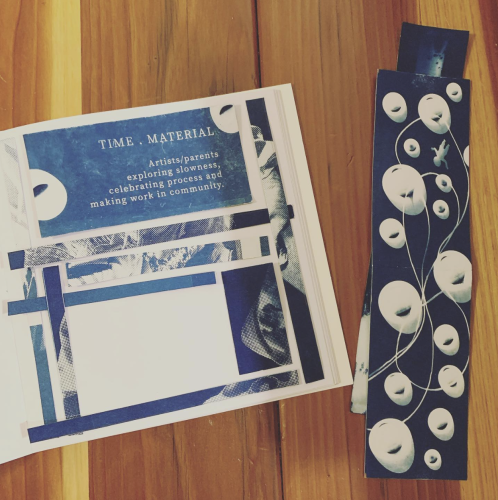 TIME . MATERIAL
Artists/parents
exploring slowness,
celebrating process and
making work in community.